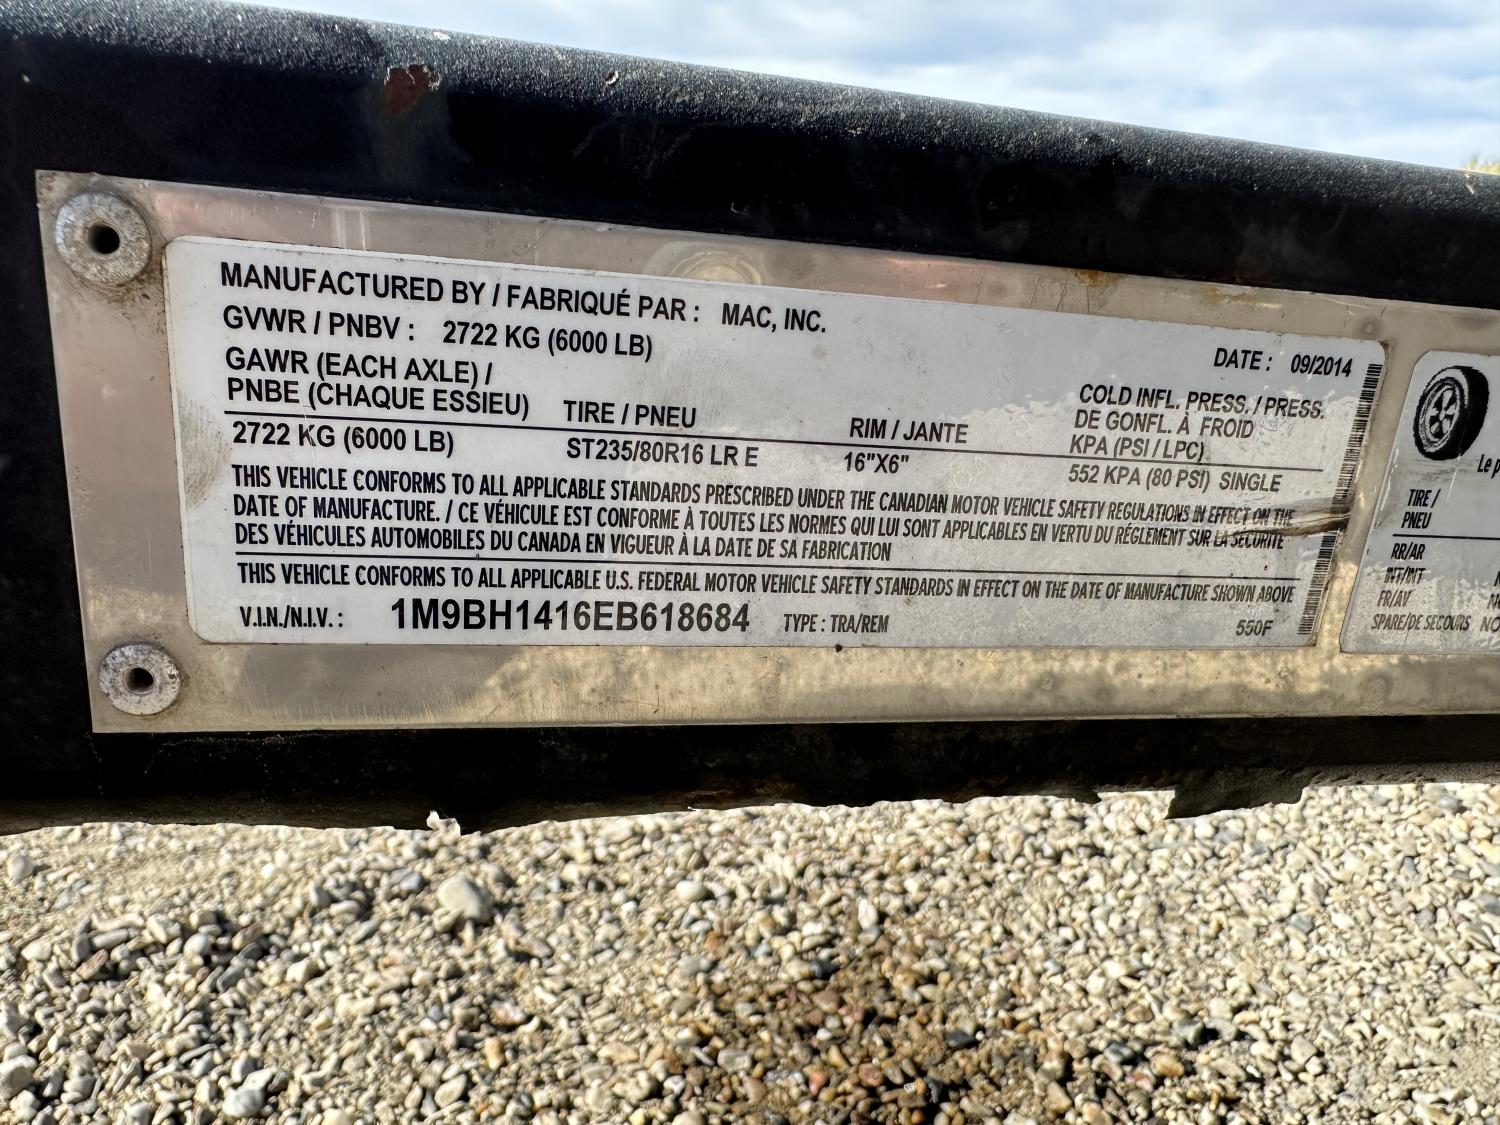 MANUFACTURED BY / FABRIQUÉ PAR : MAC, INC.
GVWR / PNBV : 2722 KG (6000 LB)
DATE : 09/2014
GAWR (EACH AXLE) /
PNBE (CHAQUE ESSIEU) TIRE / PNEU RIM / JANTE
COLD INFL. PRESS. / PRESS.
DE GONFL. À FROID
KPA (PSI / LPC)
2722 KG (6000 LB) ST235/80R16 LR E 16"X6" 552 KPA (80 PSI) SINGLE
THIS VEHICLE CONFORMS TO ALL APPLICABLE STANDARDS PRESCRIBED UNDER THE CANADIAN MOTOR VEHICLE SAFETY REGULATIONS IN EFFECT ON THE
DATE OF MANUFACTURE. / CE VÉHICULE EST CONFORME À TOUTES LES NORMES QUI LUI SONT APPLICABLES EN VERTU DU RÉGLEMENT SUR LA SÉCURITÉ
DES VÉHICULES AUTOMOBILES DU CANADA EN VIGUEUR À LA DATE DE SA FABRICATION
THIS VEHICLE CONFORMS TO ALL APPLICABLE U.S. FEDERAL MOTOR VEHICLE SAFETY STANDARDS IN EFFECT ON THE DATE OF MANUFACTURE SHOWN ABOVE
V.I.N./N.I.V. : 1M9BH1416EB618684 TYPE : TRA/REM 550F
Le
TIRE /
PNEU
RR/AR
INT/INT
FR/AV
SPARE/DE SECOURS NO